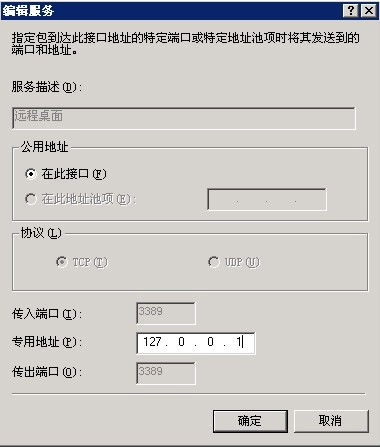 编辑服务
指定包到达此接口地址的特定端口或特定地址池项时将其发送到的
端口和地址。
服务描述(D):
远程桌面
公用地址
在此接口(F)
在此地址池项(E): . . .
协议(L)
TCP(T) UDP(U)
传入端口(I): 3389
专用地址(P): 127 . 0 . 0 . 1
传出端口(O): 3389
确定 取消